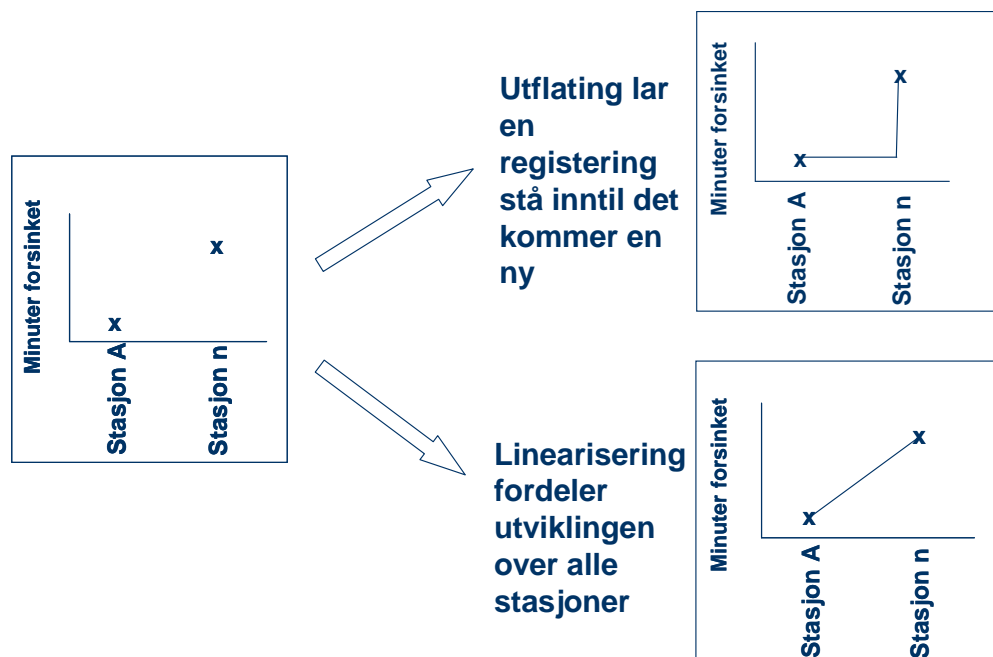 Minuter forsinket
x
x
Stasjon A
Stasjon n
Utflating lar
en
registering
stå inntil det
kommer en
ny
Minuter forsinket
x
x
Stasjon A
Stasjon n
Linearisering
fordeler
utviklingen
over alle
stasjoner
Minuter forsinket
x
x
Stasjon A
Stasjon n